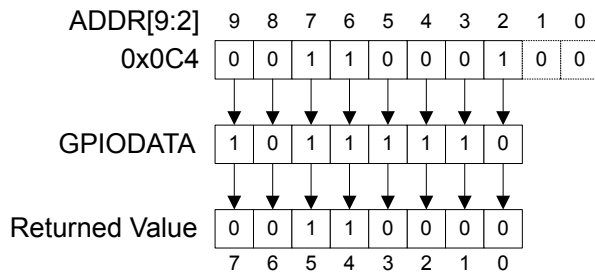 ADDR[9:2] 9 8 7 6 5 4 3 2 1 0
0x0C4 0 0 1 1 0 0 0 1 0 0
GPIODATA 1 0 1 1 1 1 1 0
Returned Value 0 0 1 1 0 0 0 0
7 6 5 4 3 2 1 0